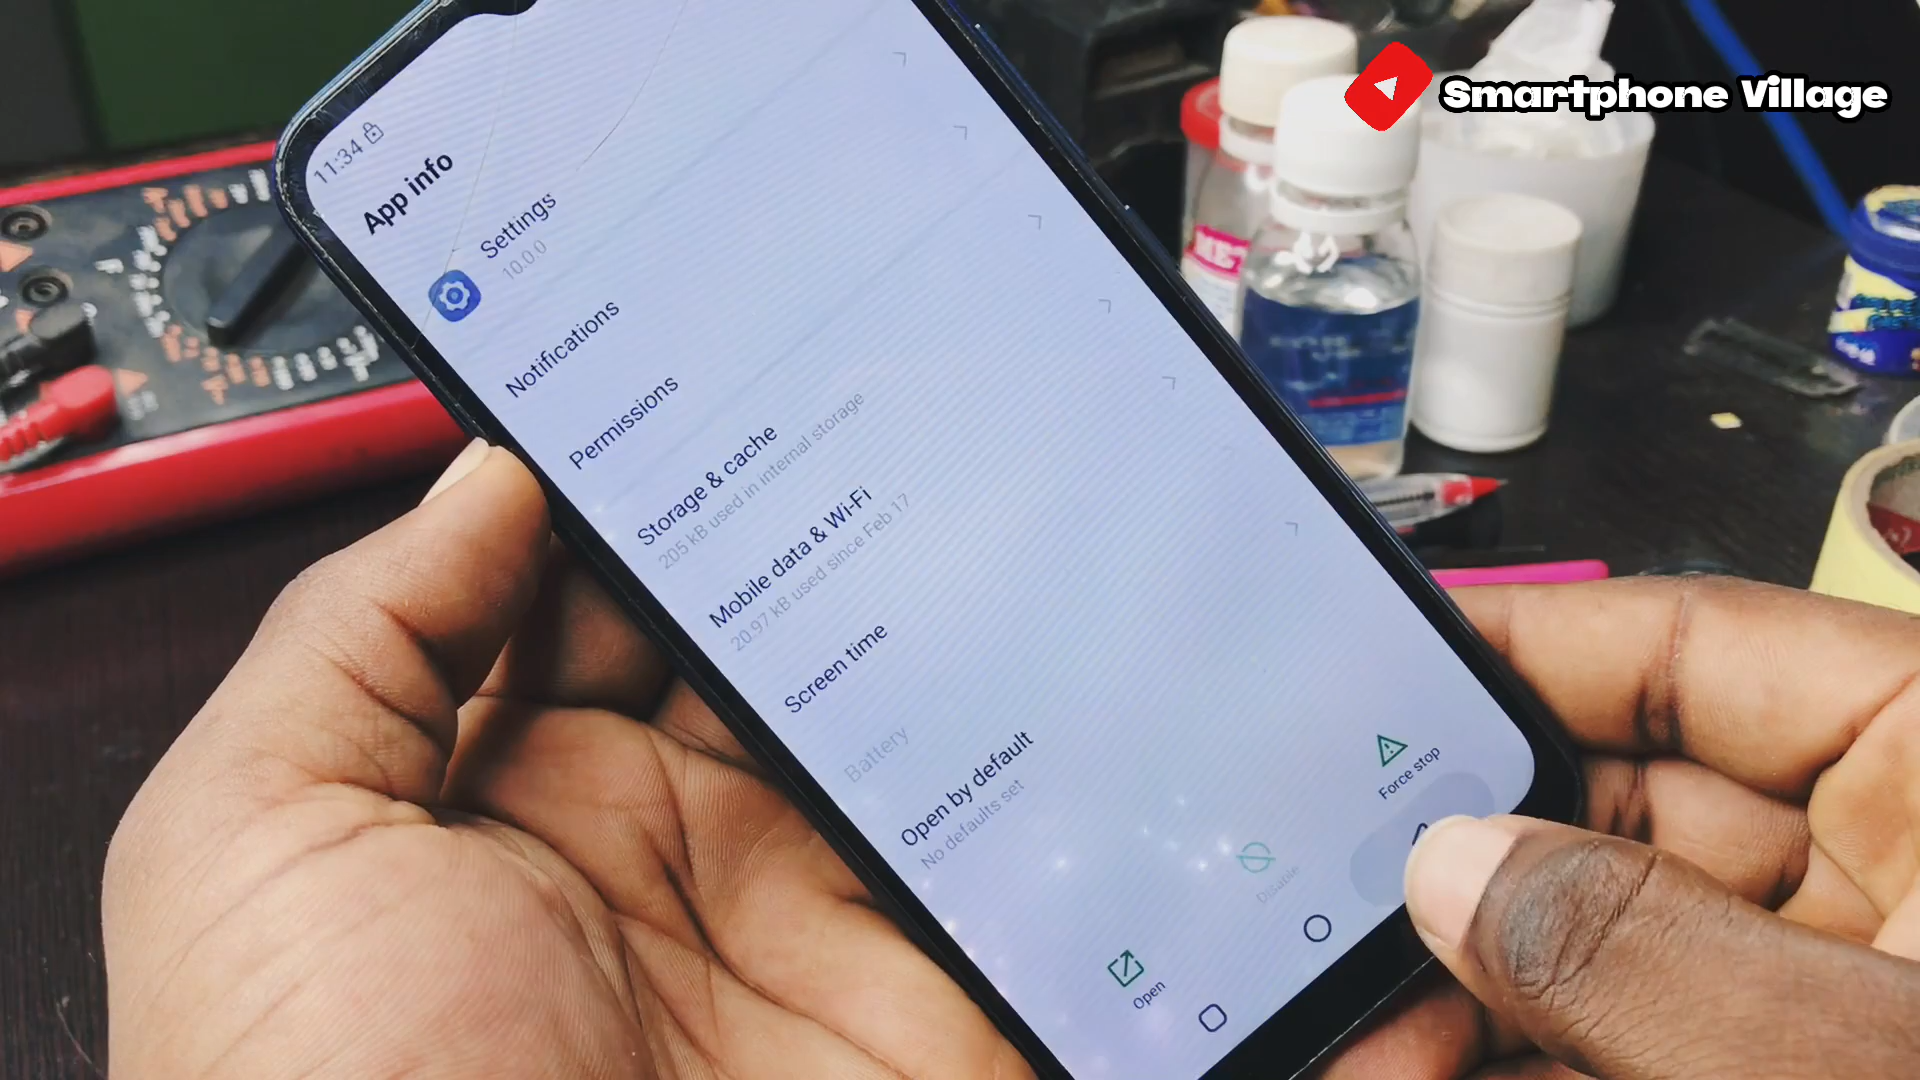 Smartphone Village
11:34
App info
Settings
10.0.0
Notifications
Permissions
Storage & cache
205 kB used in internal storage
Mobile data & Wi-Fi
20.97 kB used since Feb 17
Screen time
Battery
Open by default
No defaults set
Open
Disable
Force stop